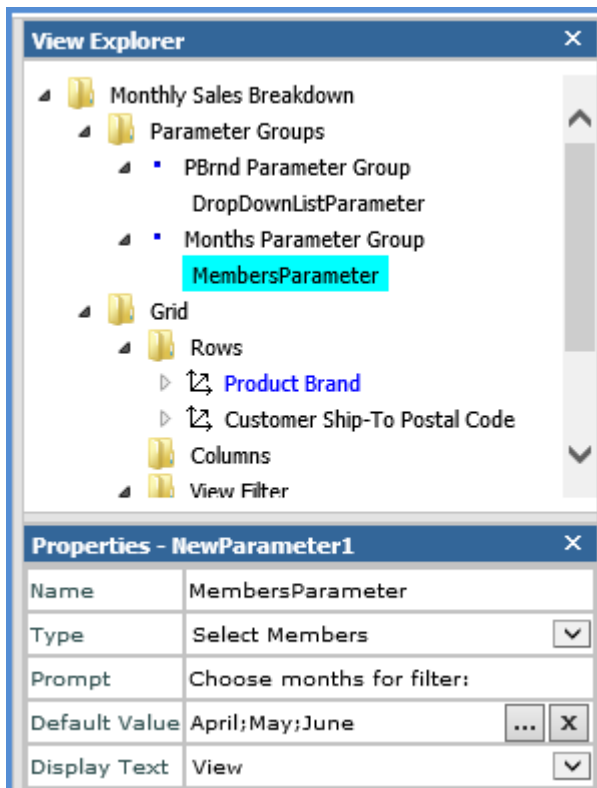 View Explorer
Monthly Sales Breakdown
Parameter Groups
PBrnd Parameter Group
DropDownListParameter
Months Parameter Group
MembersParameter
Grid
Rows
Product Brand
Customer Ship-To Postal Code
Columns
View Filter
Properties - NewParameter1
Name MembersParameter
Type Select Members
Prompt Choose months for filter:
Default Value April;May;June ... x
Display Text View